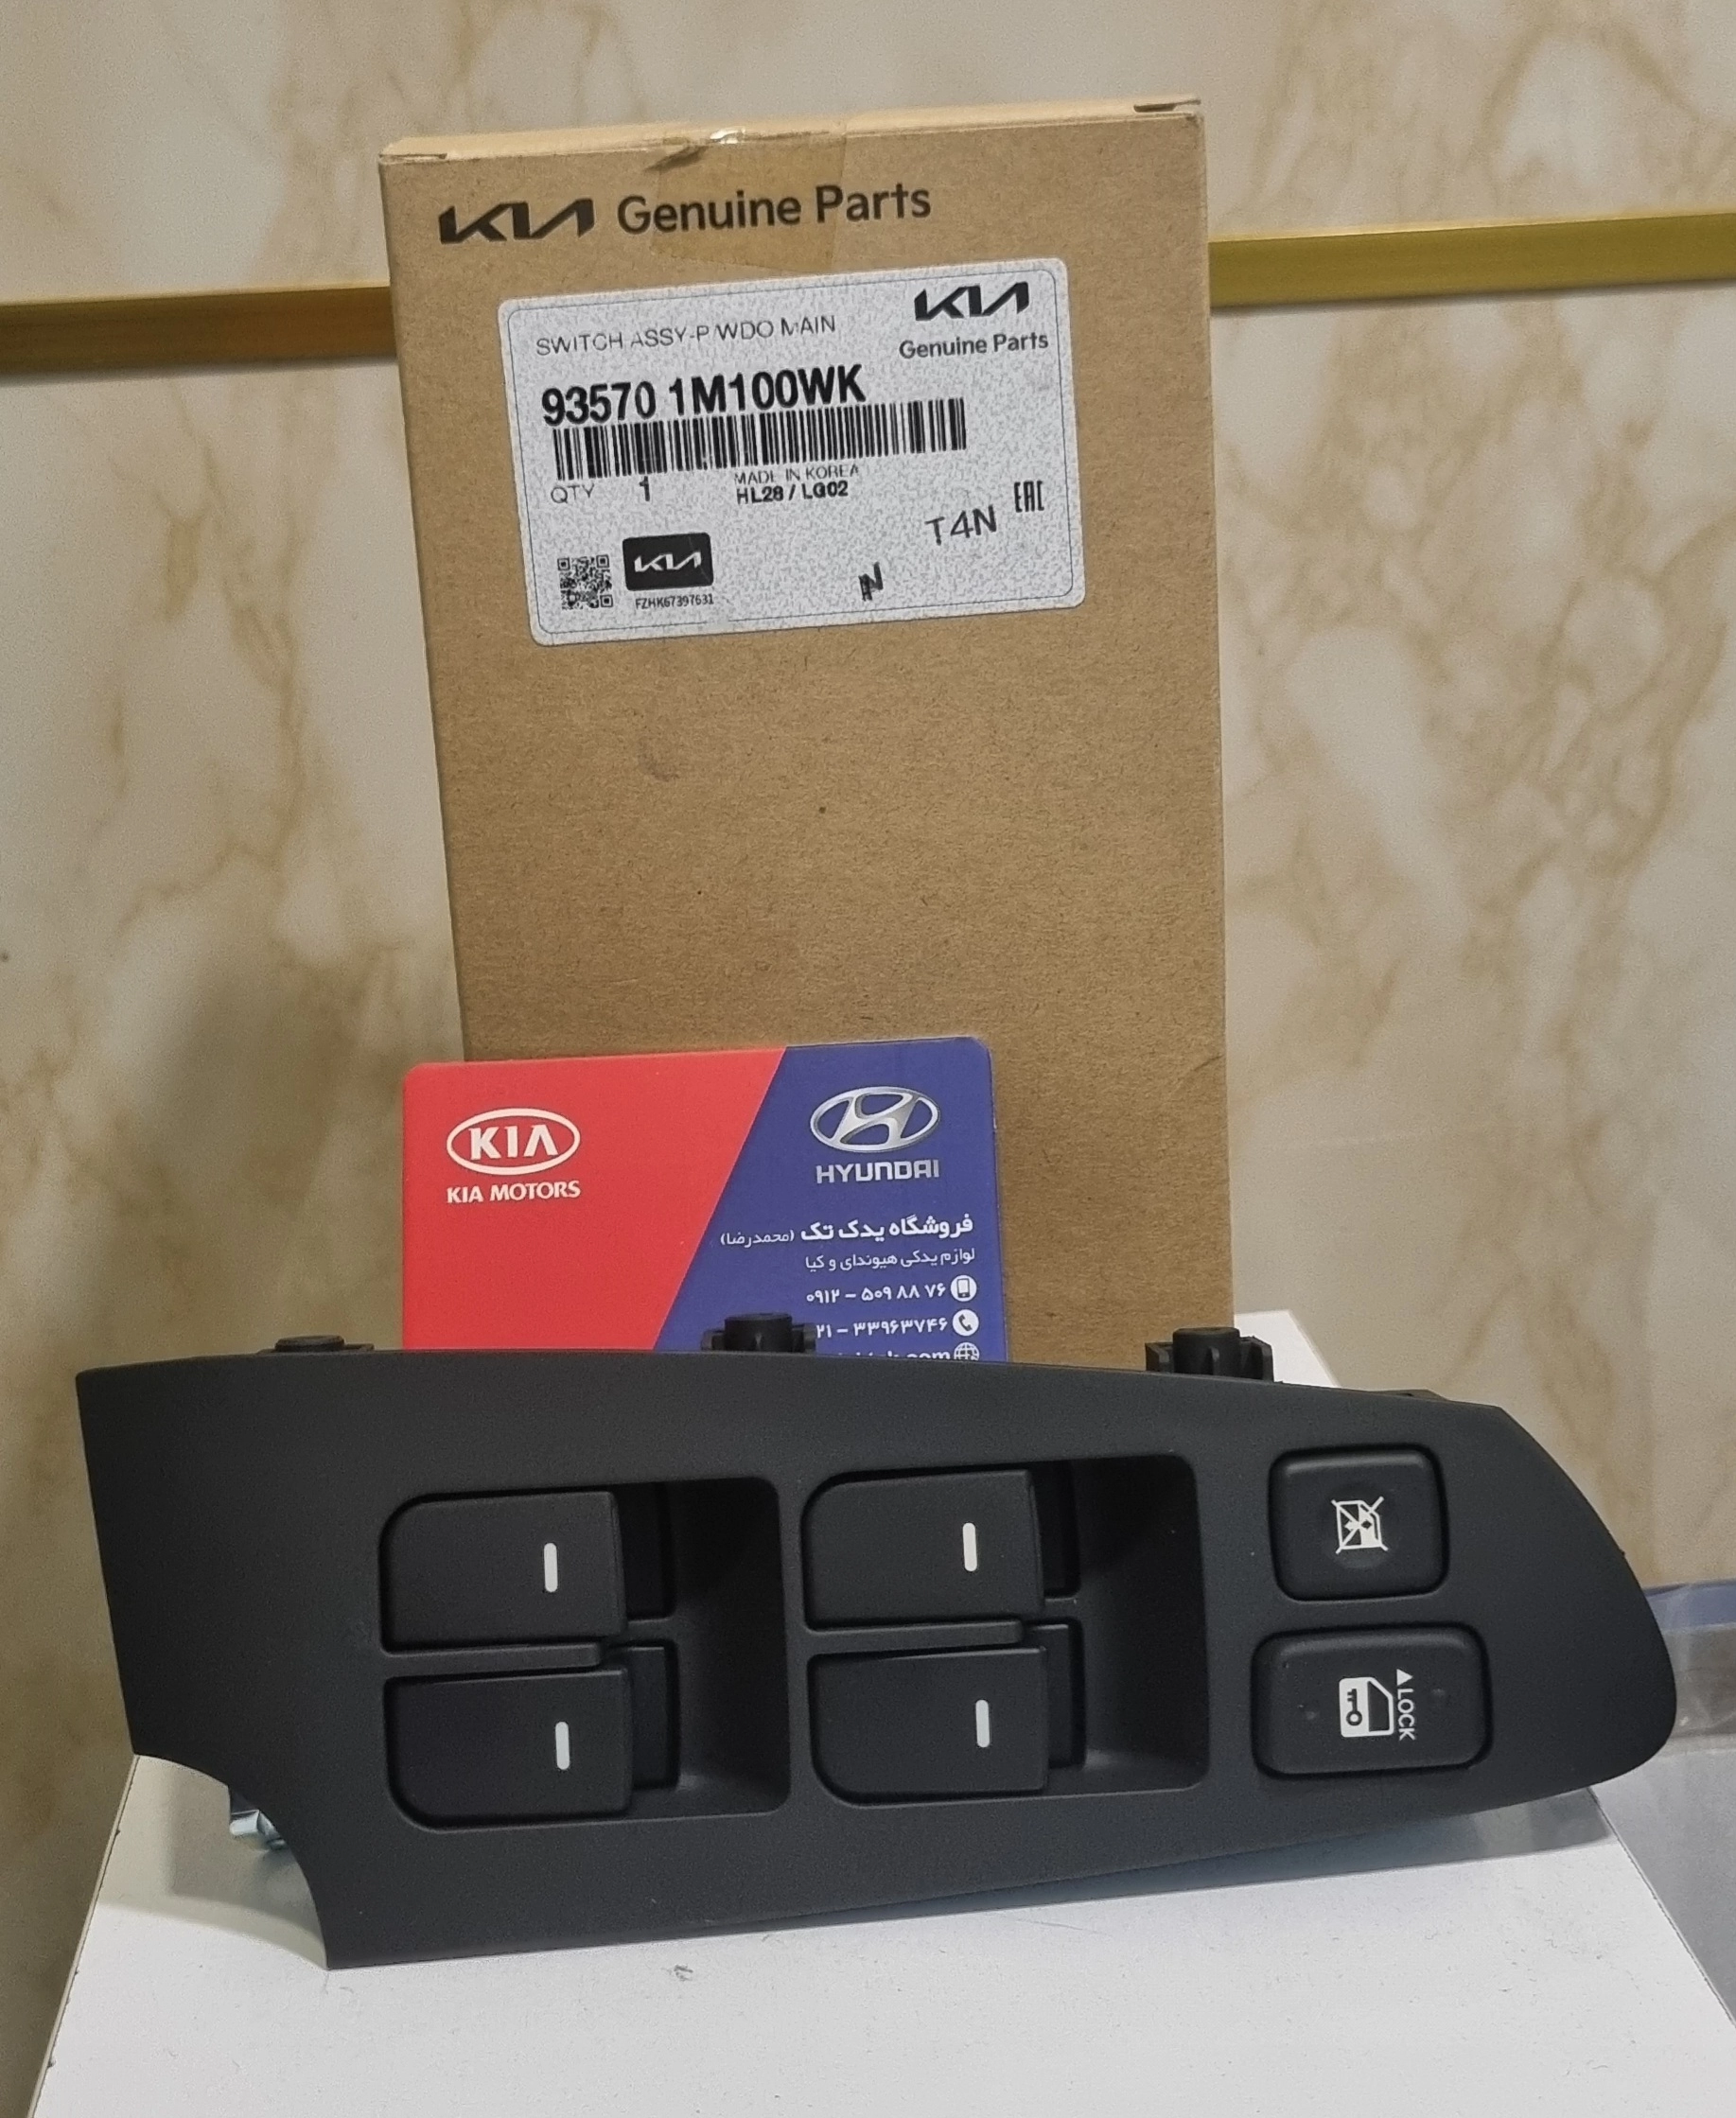 KIA Genuine Parts
SWITCH ASSY-P/WDO MAIN
KIA
Genuine Parts
93570 1M100WK
QTY 1
MADE IN KOREA
HL28 / LG02
T4N
EAC
N
KIA
FZHK67397631
KIA
KIA MOTORS
HYUNDAI
فروشگاه یدک تک (محمدرضا)
لوازم یدکی هیوندای و کیا
۰۹۱۲ – ۵۰۹ ۸۸ ۷۶
۲۱ – ۳۳۹۶۳۷۴۶
LOCK